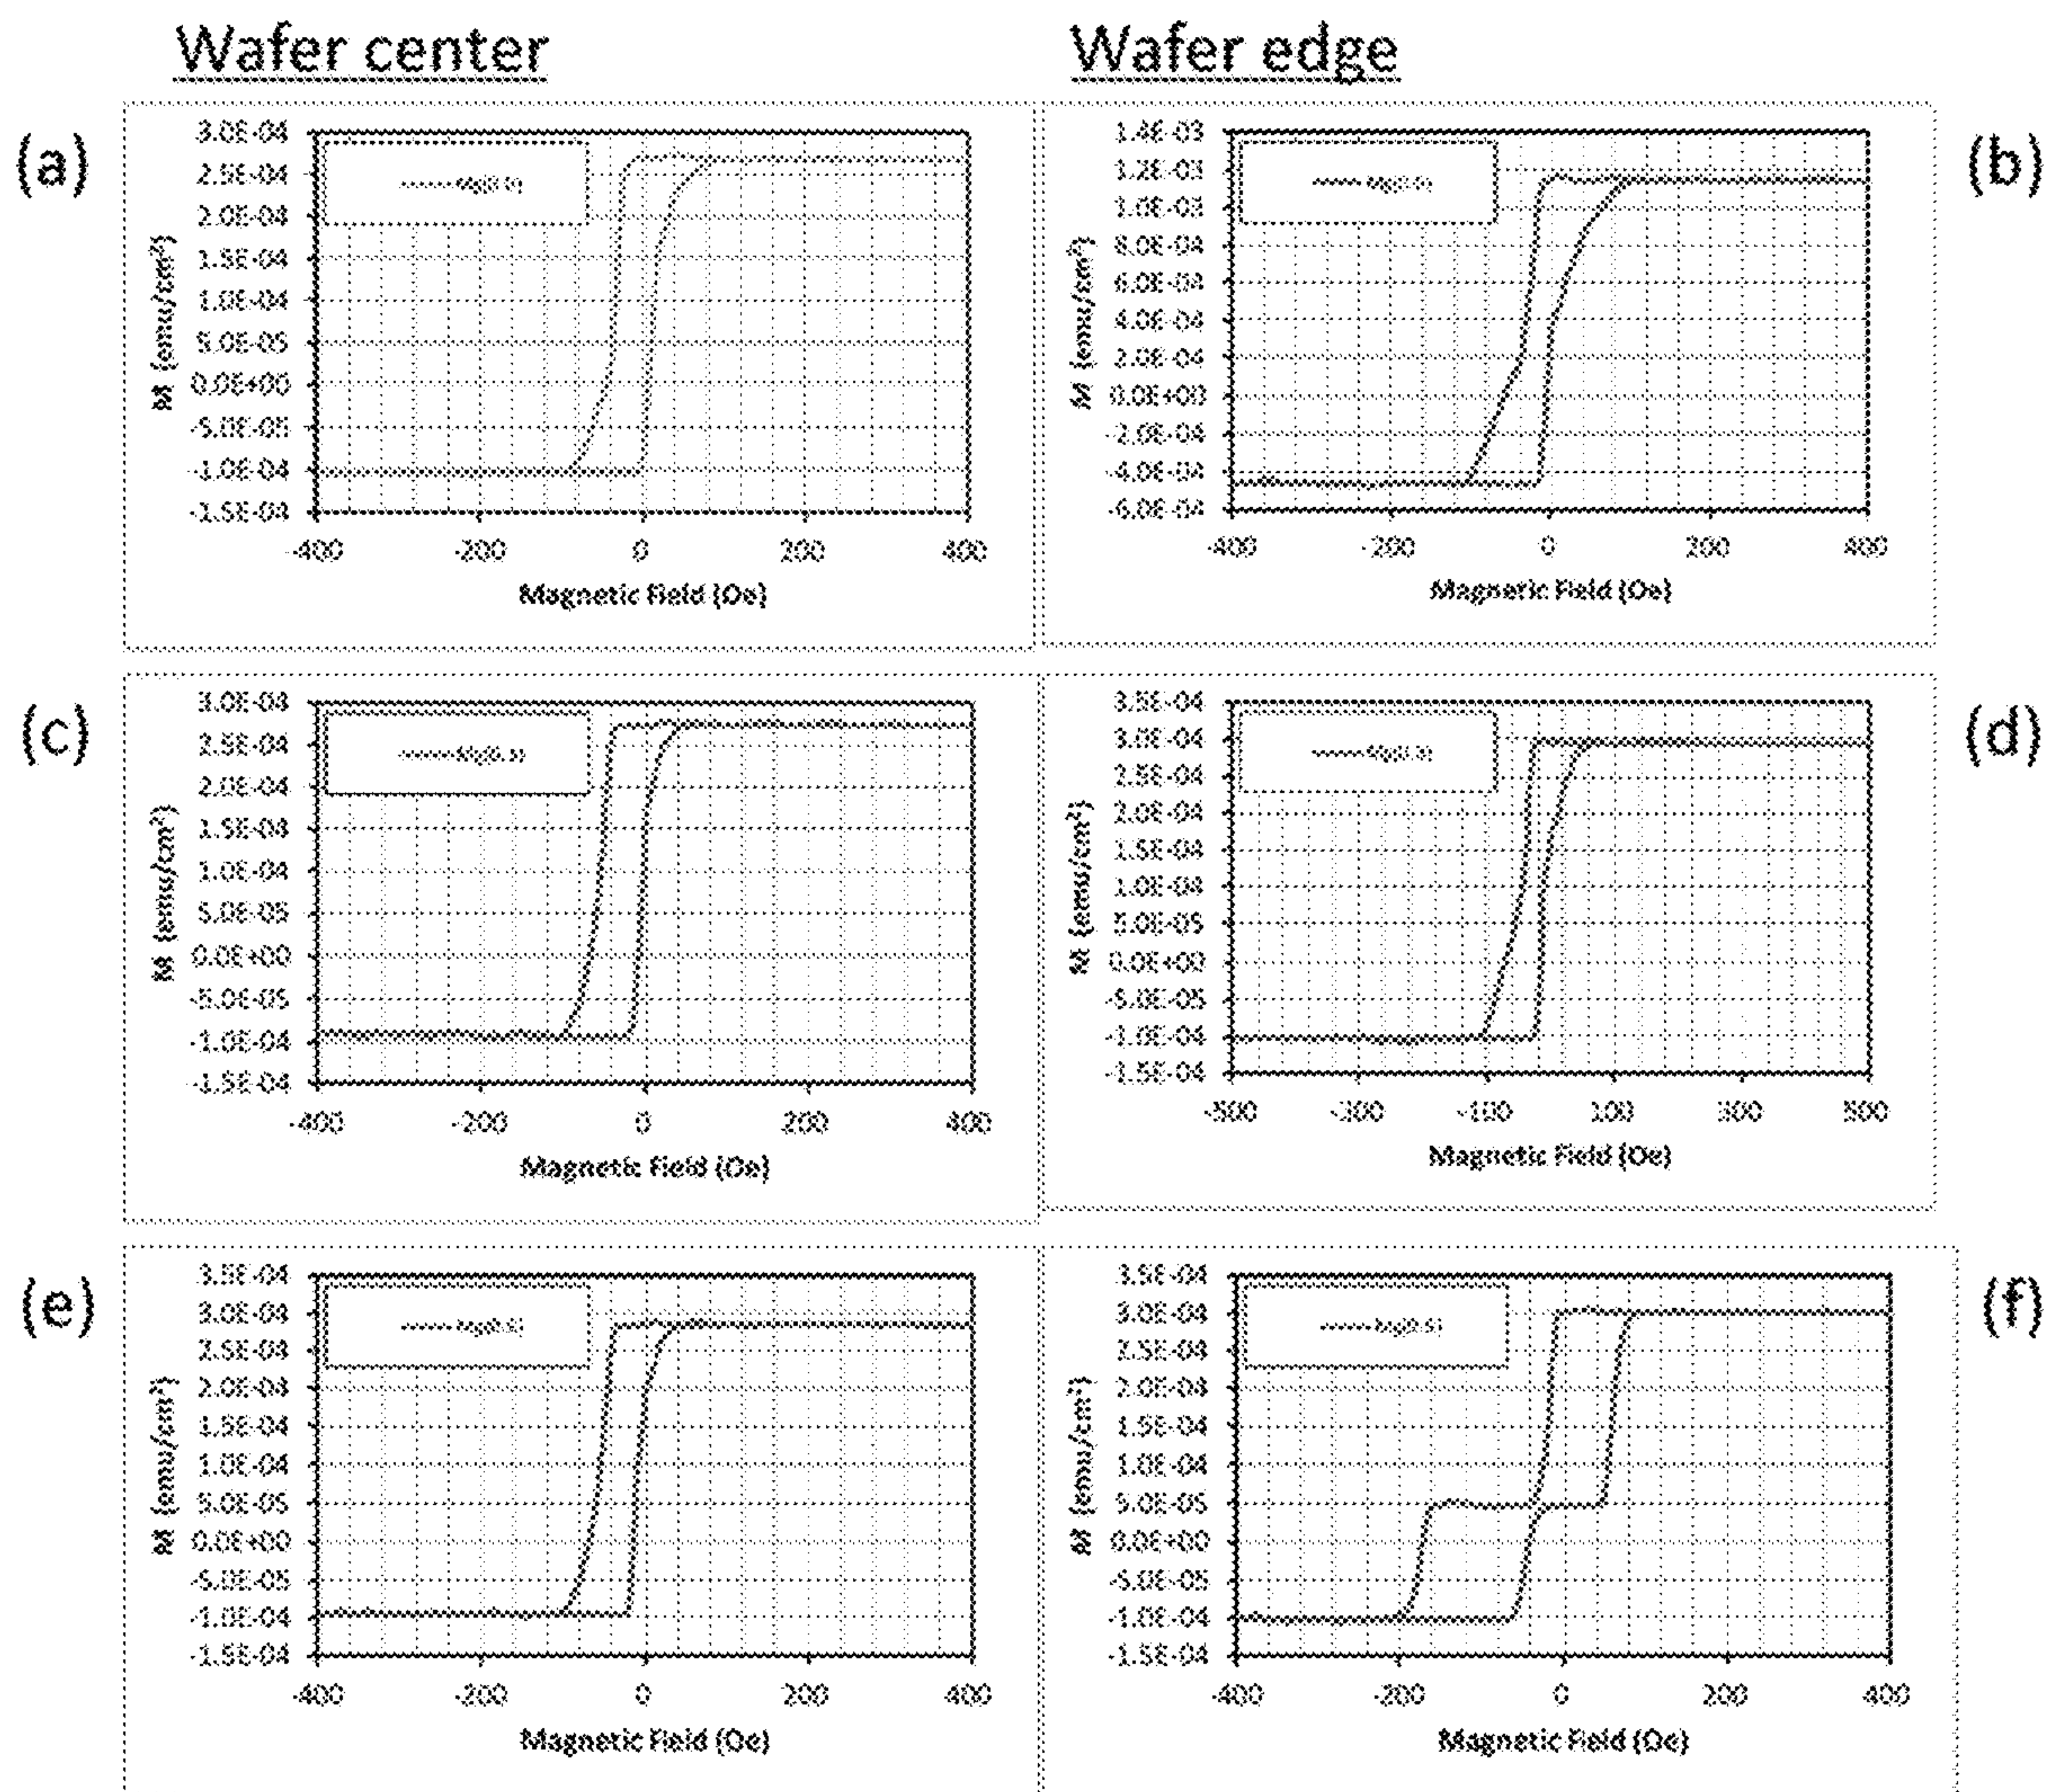 Wafer center
Wafer edge
(a)
3.0E-04
2.5E-04
2.0E-04
1.5E-04
1.0E-04
5.0E-05
0.0E+00
-5.0E-05
-1.0E-04
-1.5E-04
M (emu/cm²)
-400 -200 0 200 400
Magnetic Field (Oe)
(b)
1.4E-03
1.2E-03
1.0E-03
8.0E-04
6.0E-04
4.0E-04
2.0E-04
0.0E+00
-2.0E-04
-4.0E-04
-6.0E-04
M (emu/cm²)
-400 -200 0 200 400
Magnetic Field (Oe)
(c)
3.0E-04
2.5E-04
2.0E-04
1.5E-04
1.0E-04
5.0E-05
0.0E+00
-5.0E-05
-1.0E-04
-1.5E-04
M (emu/cm²)
-400 -200 0 200 400
Magnetic Field (Oe)
(d)
3.5E-04
3.0E-04
2.5E-04
2.0E-04
1.5E-04
1.0E-04
5.0E-05
0.0E+00
-5.0E-05
-1.0E-04
-1.5E-04
M (emu/cm²)
-500 -300 -100 100 300 500
Magnetic Field (Oe)
(e)
3.5E-04
3.0E-04
2.5E-04
2.0E-04
1.5E-04
1.0E-04
5.0E-05
0.0E+00
-5.0E-05
-1.0E-04
-1.5E-04
M (emu/cm²)
-400 -200 0 200 400
Magnetic Field (Oe)
(f)
3.5E-04
3.0E-04
2.5E-04
2.0E-04
1.5E-04
1.0E-04
5.0E-05
0.0E+00
-5.0E-05
-1.0E-04
-1.5E-04
M (emu/cm²)
-400 -200 0 200 400
Magnetic Field (Oe)